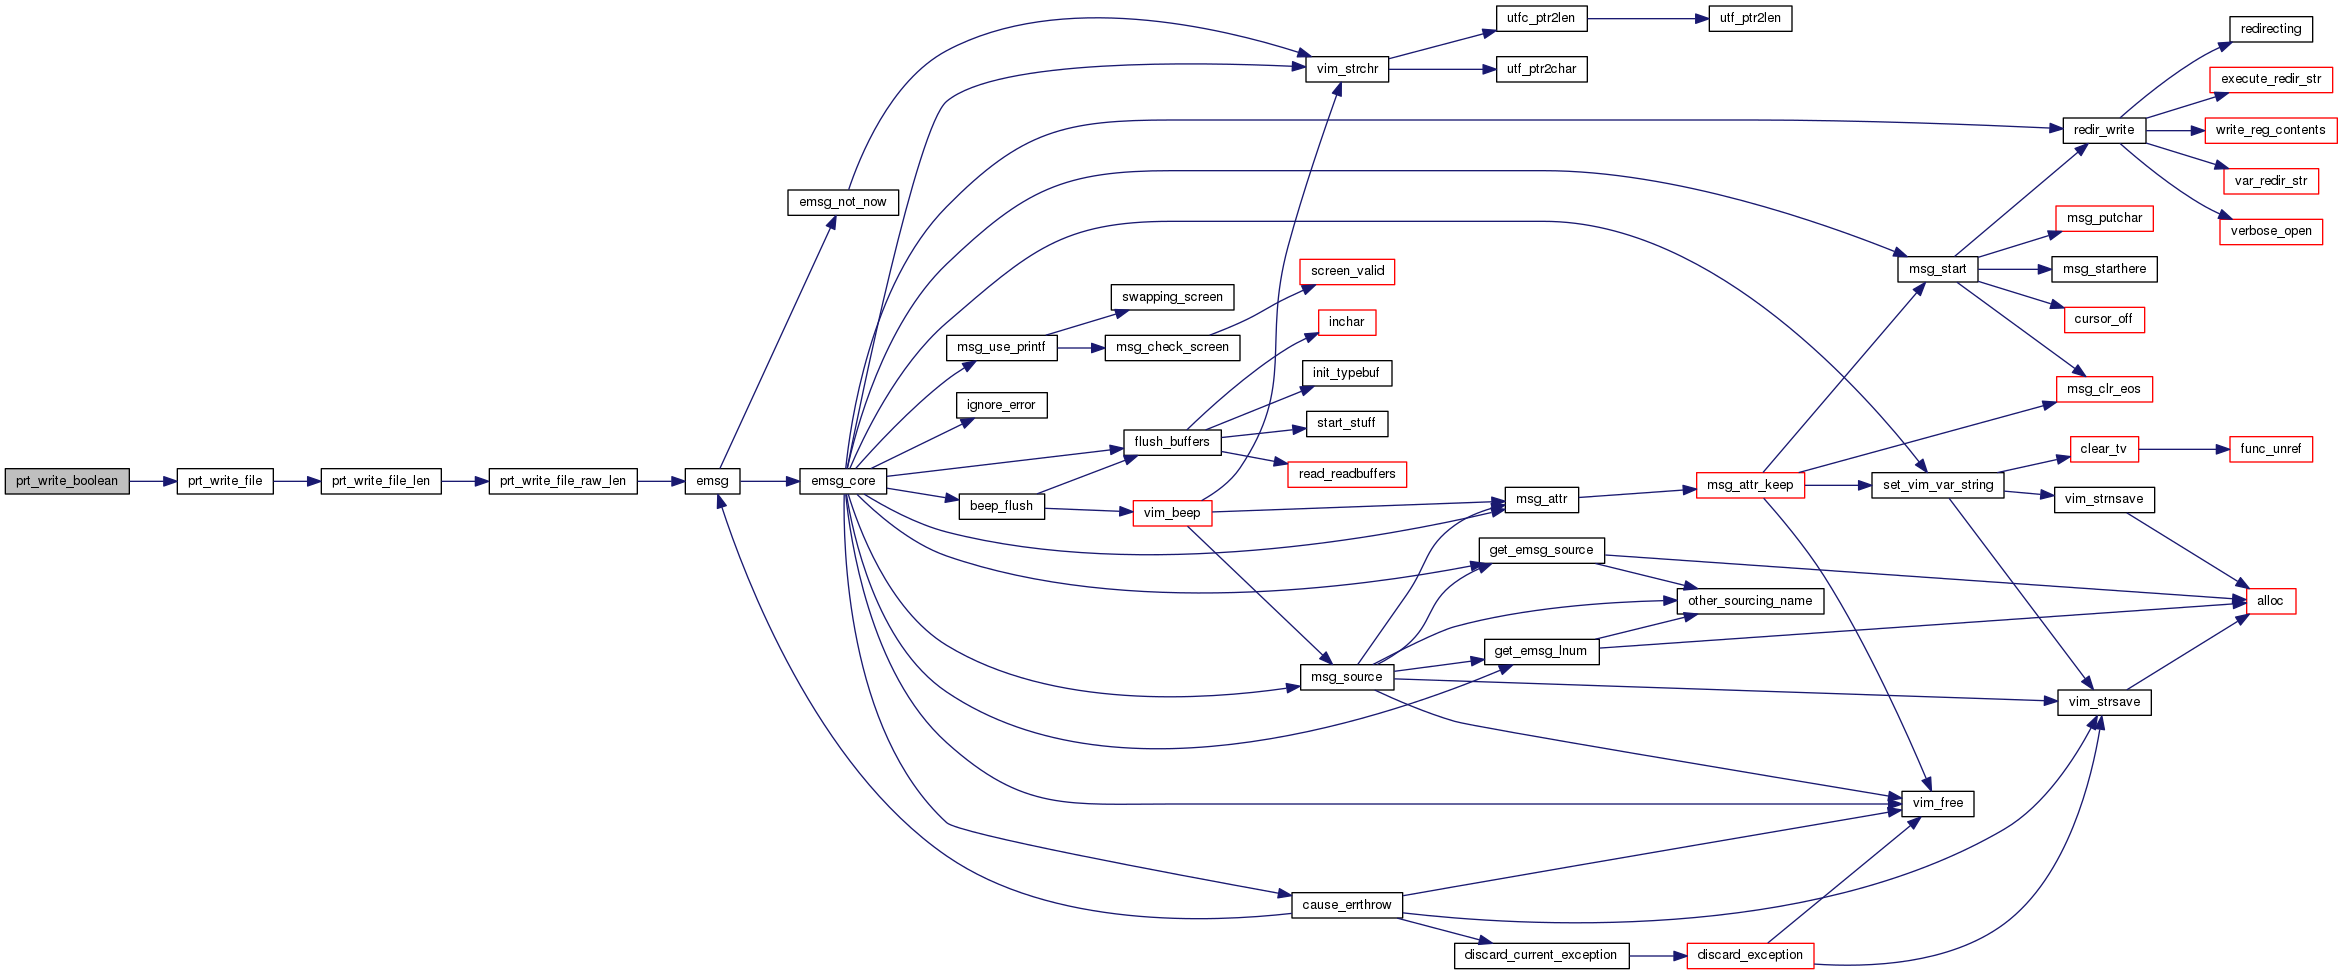 prt_write_boolean
prt_write_file
prt_write_file_len
prt_write_file_raw_len
emsg
emsg_not_now
emsg_core
msg_use_printf
ignore_error
beep_flush
swapping_screen
msg_check_screen
flush_buffers
vim_beep
vim_strchr
screen_valid
inchar
init_typebuf
start_stuff
read_readbuffers
msg_source
cause_errthrow
utfc_ptr2len
utf_ptr2char
msg_attr
get_emsg_source
get_emsg_lnum
discard_current_exception
utf_ptr2len
msg_attr_keep
other_sourcing_name
discard_exception
msg_start
set_vim_var_string
vim_free
redir_write
msg_putchar
msg_starthere
cursor_off
msg_clr_eos
clear_tv
vim_strnsave
vim_strsave
redirecting
execute_redir_str
write_reg_contents
var_redir_str
verbose_open
func_unref
alloc